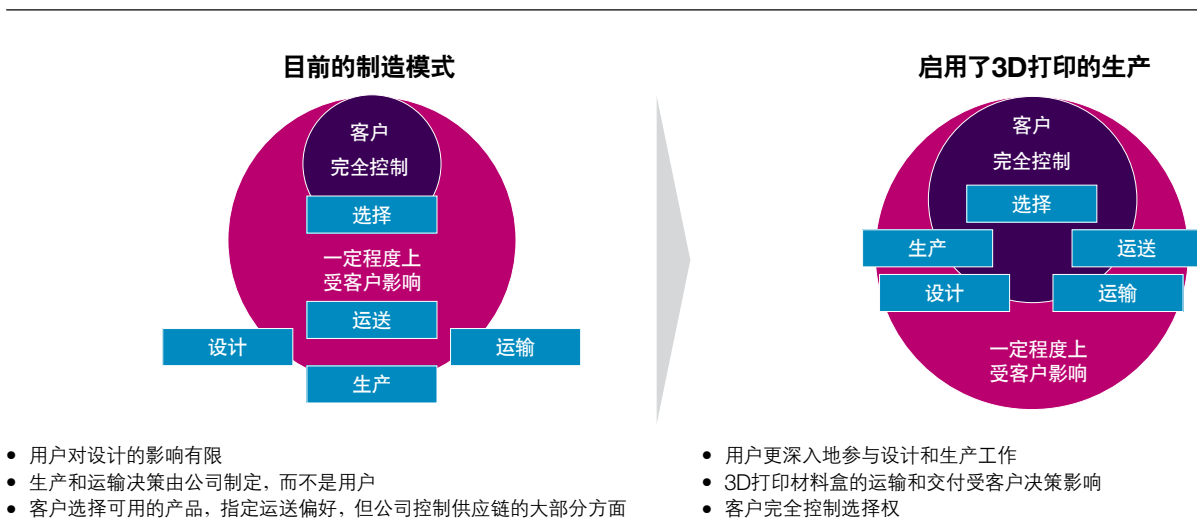 目前的制造模式
客户
完全控制
选择
一定程度上
受客户影响
运送
设计
运输
生产
启用了3D打印的生产
客户
完全控制
选择
生产
运送
设计
运输
一定程度上
受客户影响
• 用户对设计的影响有限
• 生产和运输决策由公司制定，而不是用户
• 客户选择可用的产品，指定运送偏好，但公司控制供应链的大部分方面
• 用户更深入地参与设计和生产工作
• 3D打印材料盒的运输和交付受客户决策影响
• 客户完全控制选择权